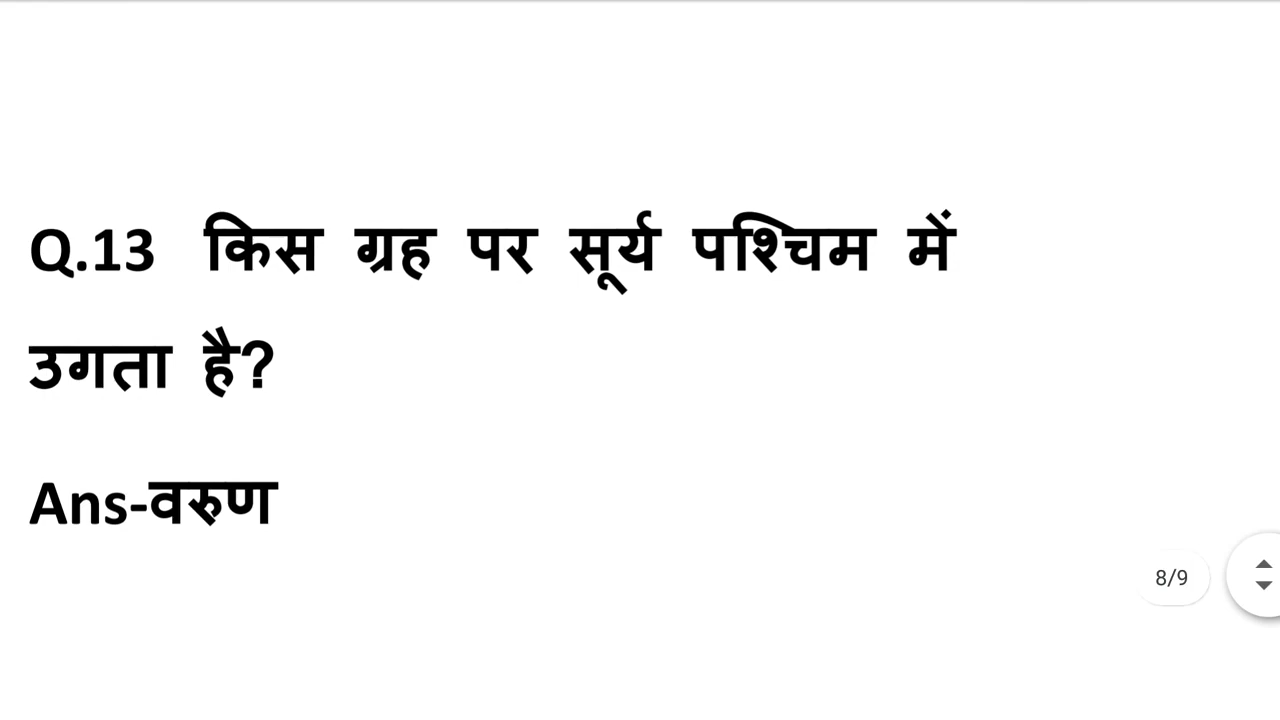 Q.13 किस ग्रह पर सूर्य पश्चिम में
उगता है?
Ans-वरुण
8/9